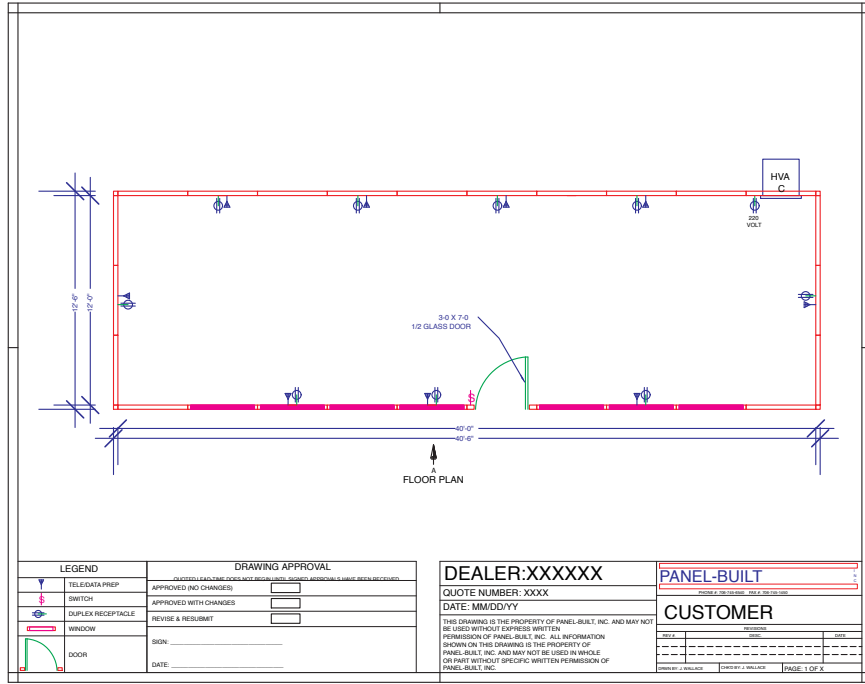 HVA
C
220
VOLT
12'-6"
12'-0"
3-0 X 7-0
1/2 GLASS DOOR
S
40'-0"
40'-6"
A
FLOOR PLAN
LEGEND
TELE/DATA PREP
S
SWITCH
DUPLEX RECEPTACLE
WINDOW
DOOR
DRAWING APPROVAL
QUOTED LEAD-TIME DOES NOT BEGIN UNTIL SIGNED APPROVALS HAVE BEEN RECEIVED
APPROVED (NO CHANGES)
APPROVED WITH CHANGES
REVISE & RESUBMIT
SIGN:
DATE:
DEALER:XXXXXX
QUOTE NUMBER: XXXX
DATE: MM/DD/YY
THIS DRAWING IS THE PROPERTY OF PANEL-BUILT, INC. AND MAY NOT
BE USED WITHOUT EXPRESS WRITTEN
PERMISSION OF PANEL-BUILT, INC. ALL INFORMATION
SHOWN ON THIS DRAWING IS THE PROPERTY OF
PANEL-BUILT, INC. AND MAY NOT BE USED IN WHOLE
OR PART WITHOUT SPECIFIC WRITTEN PERMISSION OF
PANEL-BUILT, INC.
PANEL-BUILT
INC
CUSTOMER
REVISIONS
REV # DESC. DATE
DRWN BY: J. WALLACE CHK'D BY: J. WALLACE PAGE: 1 OF X